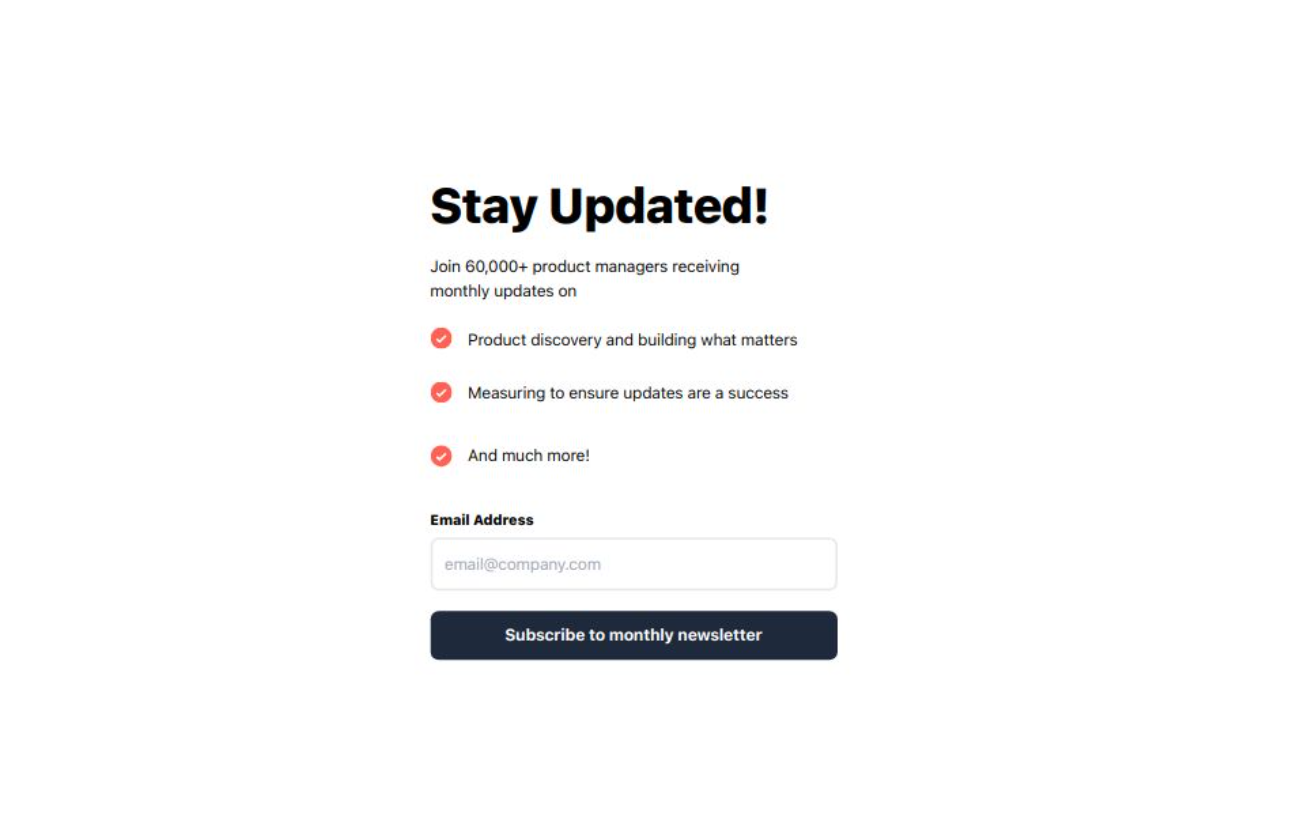 Stay Updated!
Join 60,000+ product managers receiving
monthly updates on
Product discovery and building what matters
Measuring to ensure updates are a success
And much more!
Email Address
email@company.com
Subscribe to monthly newsletter